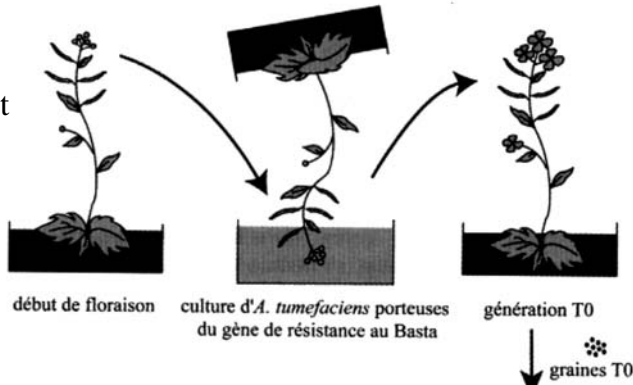 t
début de floraison
culture d'A. tumefaciens porteuses
du gène de résistance au Basta
génération T0
graines T0